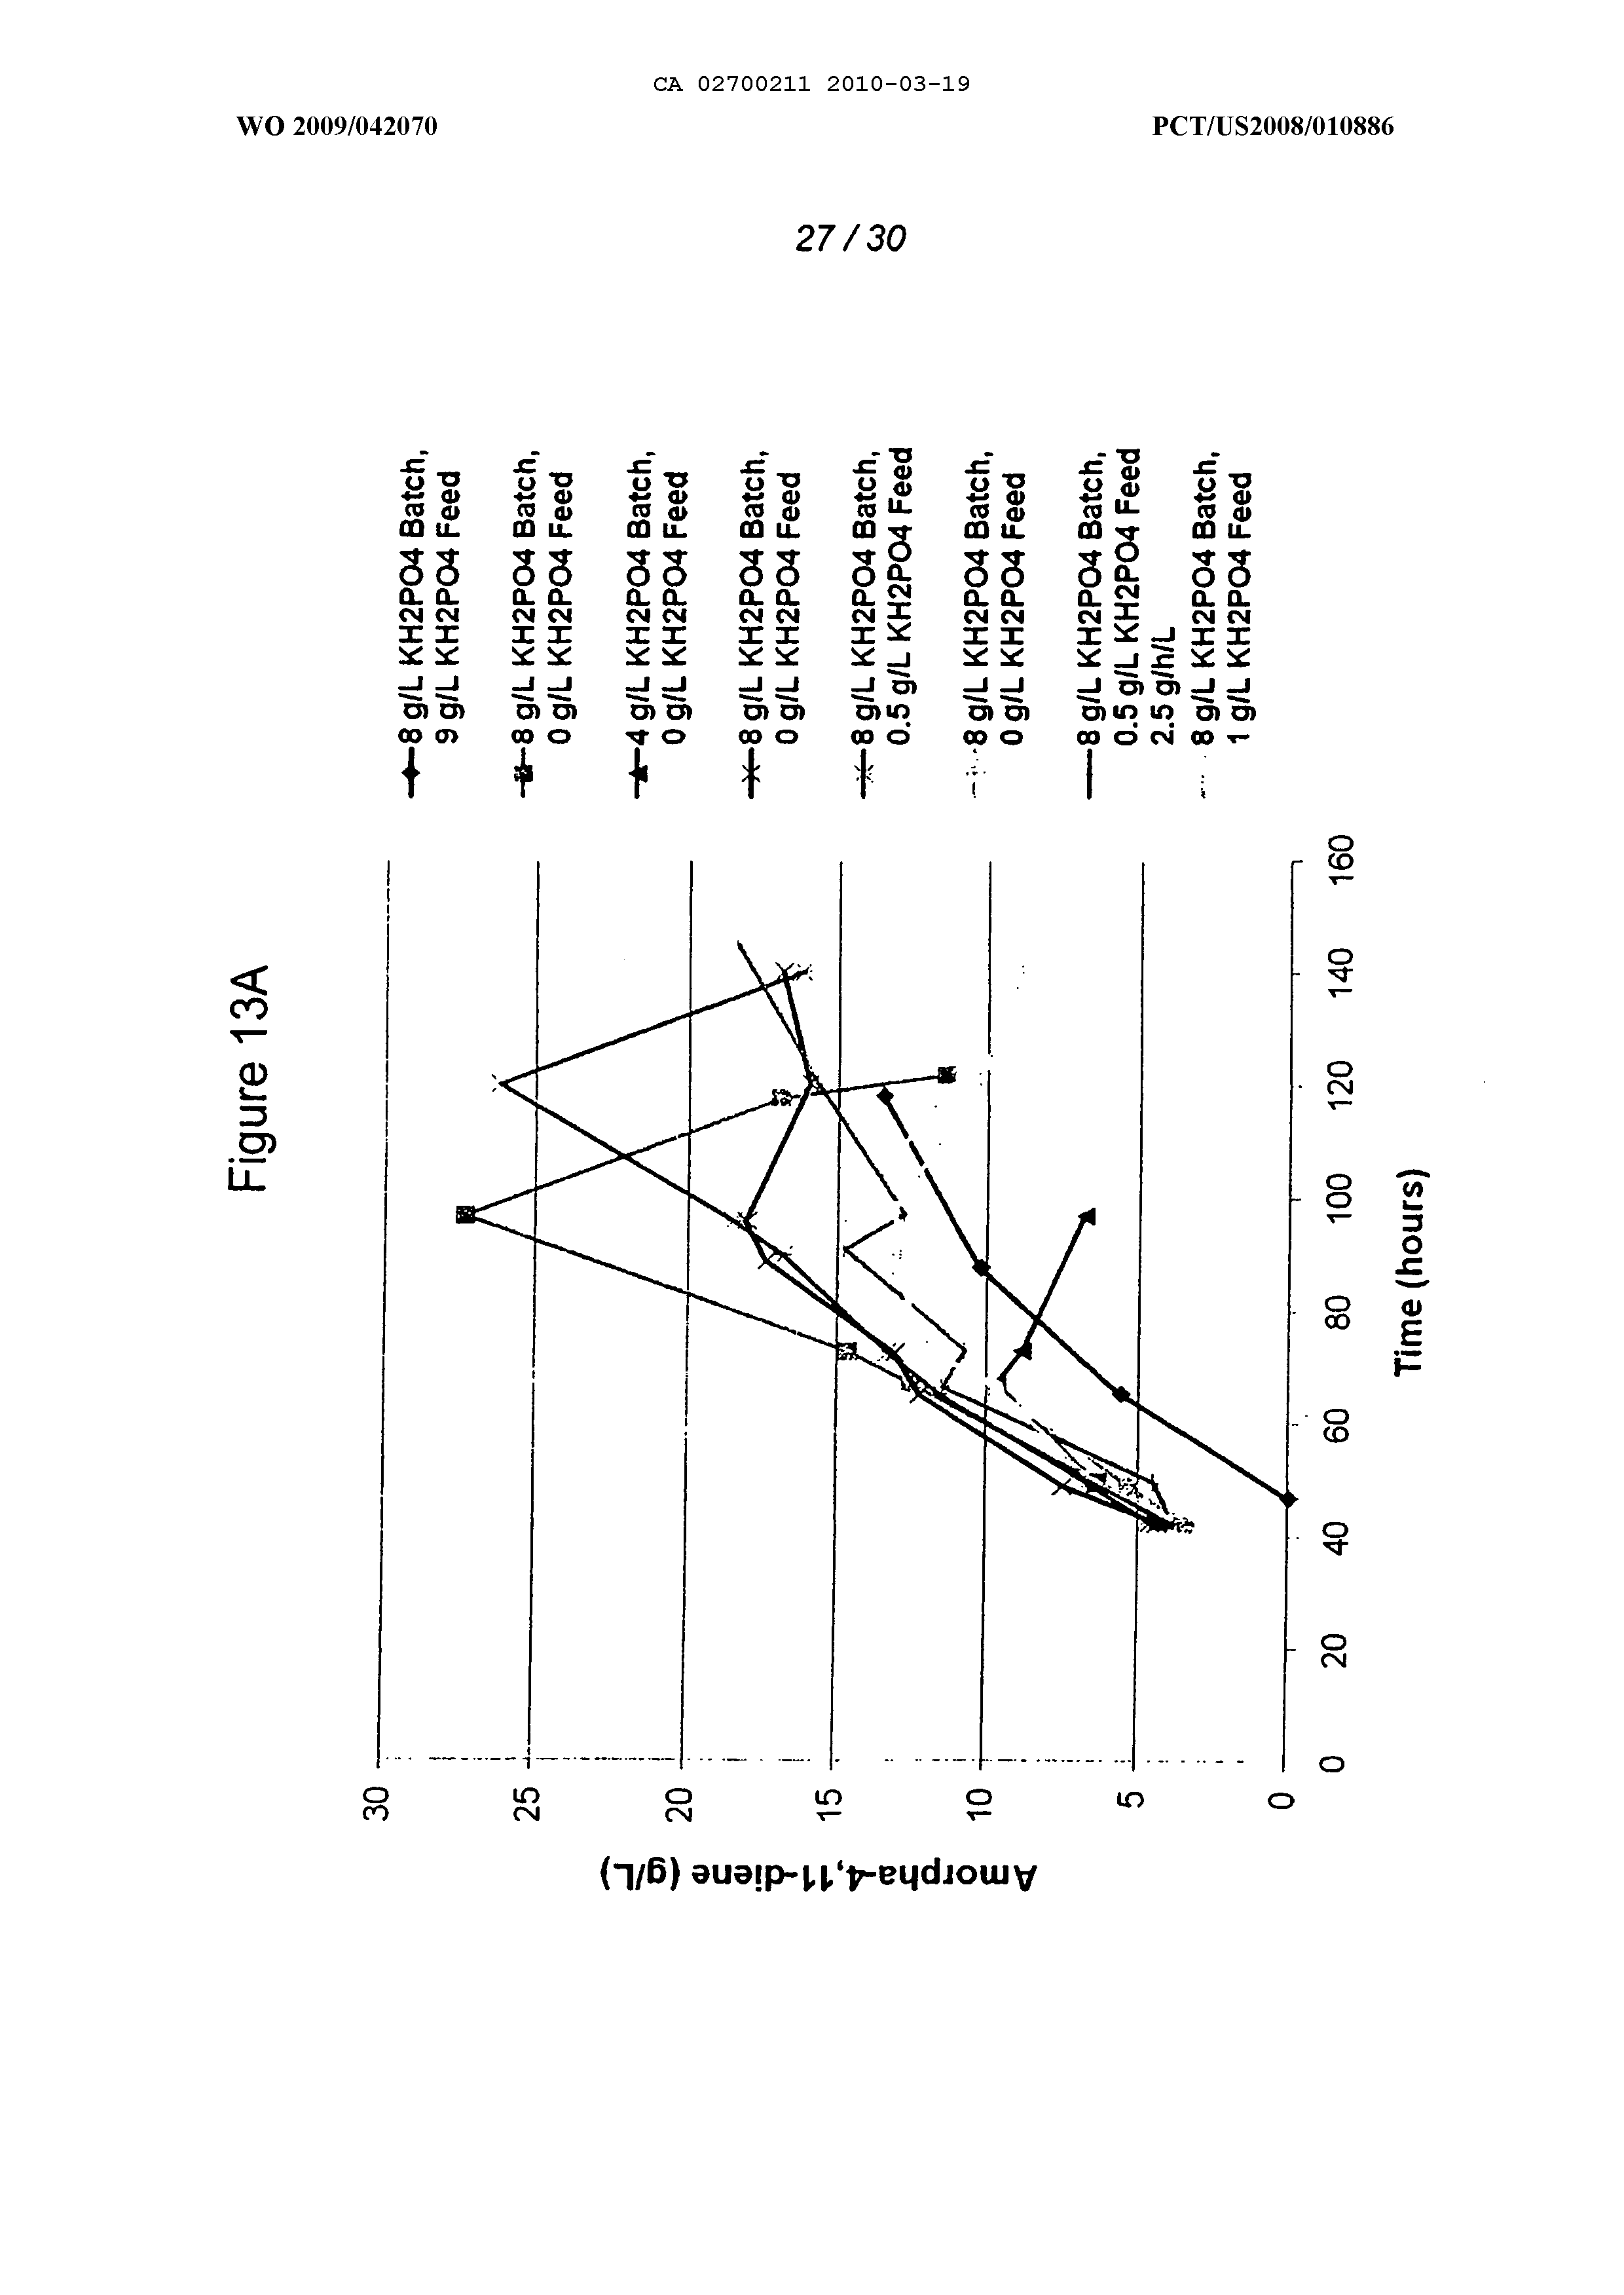 CA 02700211 2010-03-19
WO 2009/042070
PCT/US2008/010886
27 / 30
Figure 13A
Amorpha-4,11-diene (g/L)
30
25
20
15
10
5
0
0
20
40
60
80
100
120
140
160
Time (hours)
8 g/L KH2PO4 Batch,
9 g/L KH2PO4 Feed
8 g/L KH2PO4 Batch,
0 g/L KH2PO4 Feed
4 g/L KH2PO4 Batch,
0 g/L KH2PO4 Feed
8 g/L KH2PO4 Batch,
0 g/L KH2PO4 Feed
8 g/L KH2PO4 Batch,
0.5 g/L KH2PO4 Feed
8 g/L KH2PO4 Batch,
0 g/L KH2PO4 Feed
8 g/L KH2PO4 Batch,
0.5 g/L KH2PO4 Feed
2.5 g/h/L
8 g/L KH2PO4 Batch,
1 g/L KH2PO4 Feed